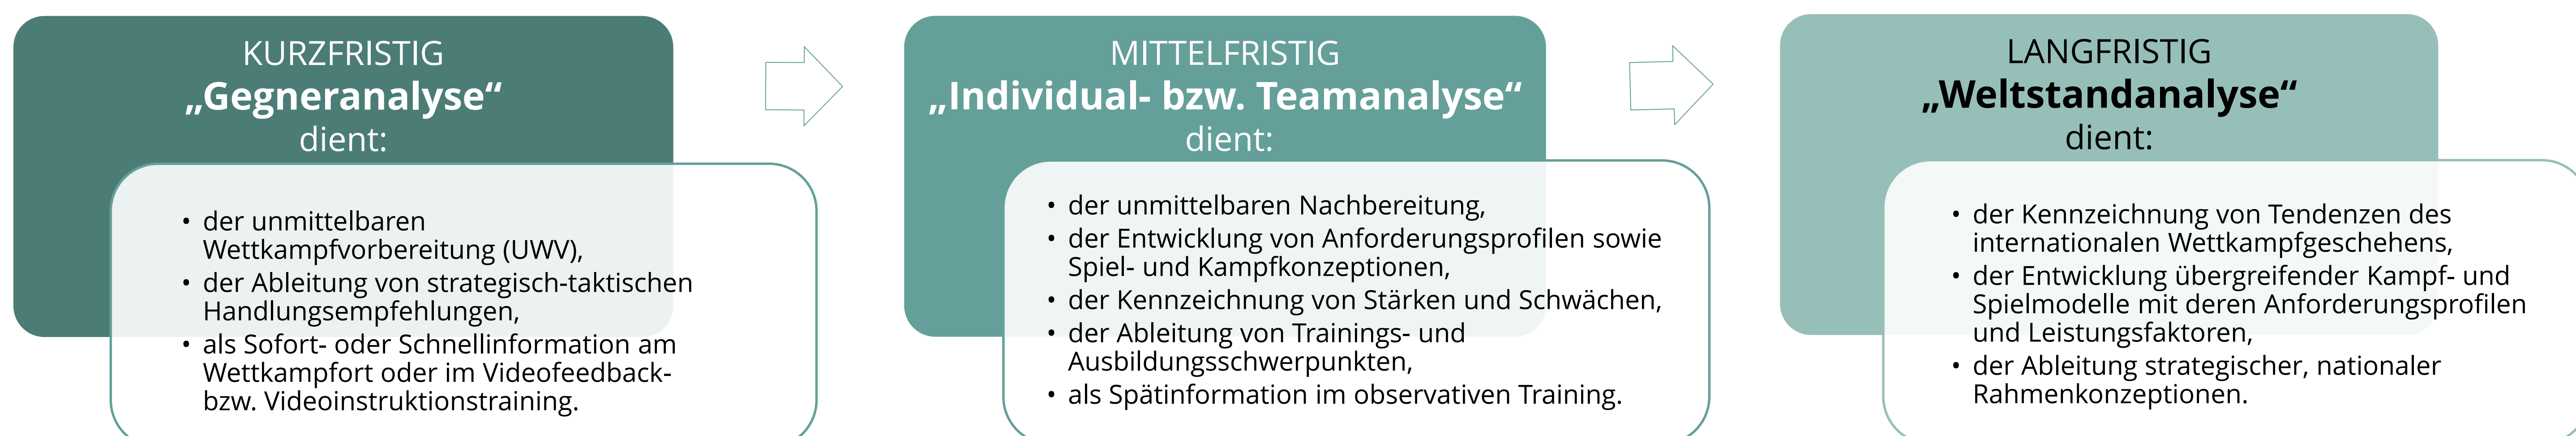 KURZFRISTIG
„Gegneranalyse“
dient:
• der unmittelbaren
Wettkampfvorbereitung (UWV),
• der Ableitung von strategisch-taktischen
Handlungsempfehlungen,
• als Sofort- oder Schnellinformation am
Wettkampfort oder im Videofeedback-
bzw. Videoinstruktionstraining.
MITTELFRISTIG
„Individual- bzw. Teamanalyse“
dient:
• der unmittelbaren Nachbereitung,
• der Entwicklung von Anforderungsprofilen sowie
Spiel- und Kampfkonzeptionen,
• der Kennzeichnung von Stärken und Schwächen,
• der Ableitung von Trainings- und
Ausbildungsschwerpunkten,
• als Spätinformation im observativen Training.
LANGFRISTIG
„Weltstandanalyse“
dient:
• der Kennzeichnung von Tendenzen des
internationalen Wettkampfgeschehens,
• der Entwicklung übergreifender Kampf- und
Spielmodelle mit deren Anforderungsprofilen
und Leistungsfaktoren,
• der Ableitung strategischer, nationaler
Rahmenkonzeptionen.